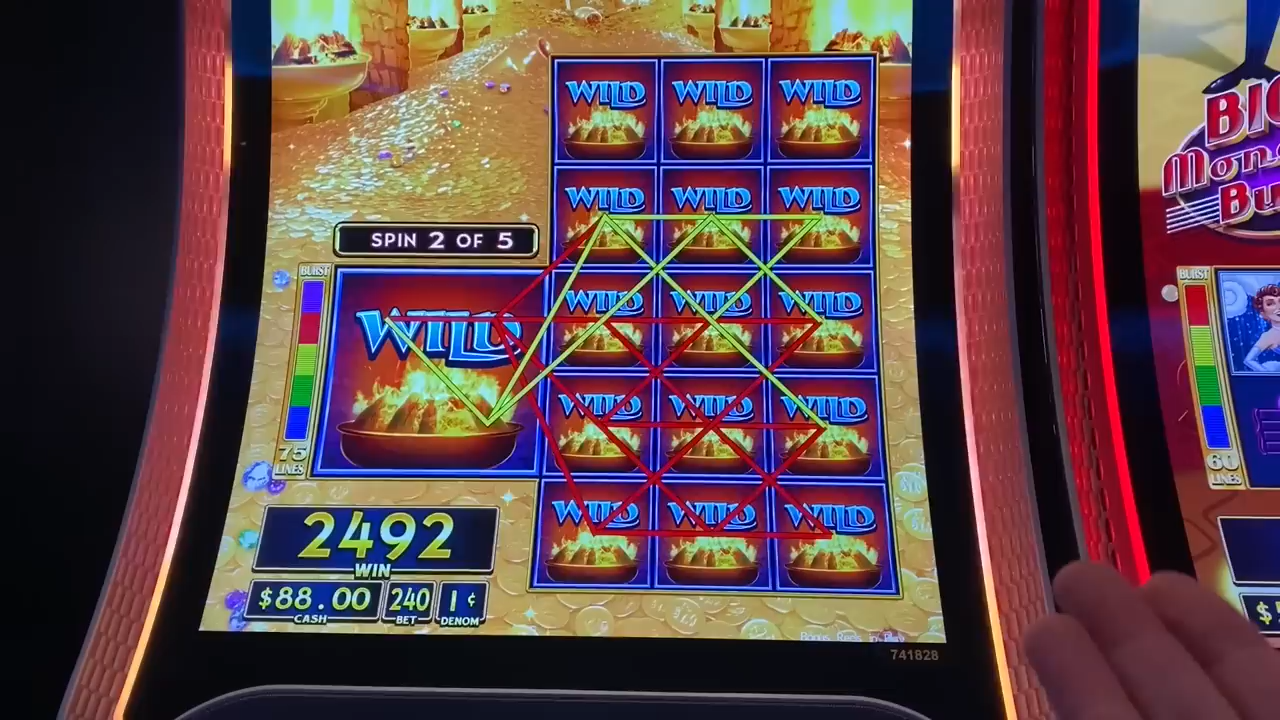 WILD WILD WILD
WILD WILD WILD
SPIN 2 OF 5
BURST
WILD
WILD WILD WILD
WILD WILD WILD
WILD WILD WILD
75
LINES
2492
WIN
$88.00 240 1¢
CASH BET DENOM
741828
BURST
60
LINES
$